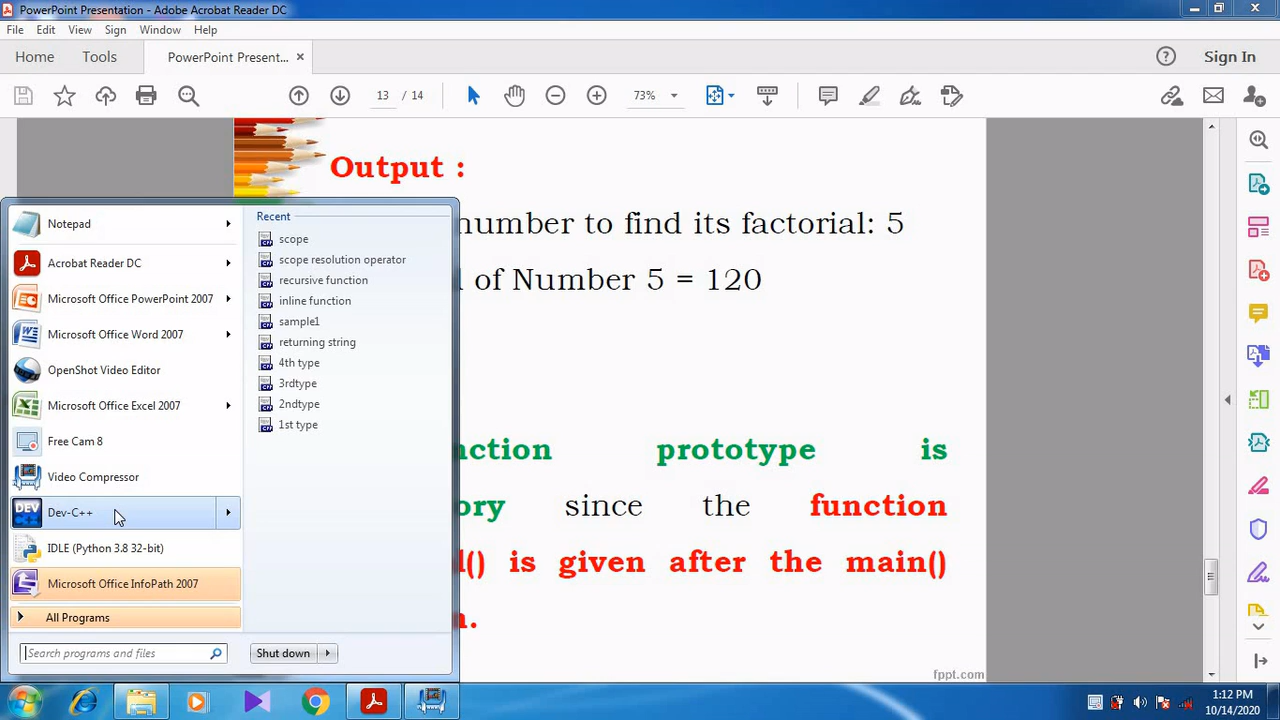 PowerPoint Presentation - Adobe Acrobat Reader DC
File Edit View Sign Window Help
Home Tools PowerPoint Present... Sign In
13 / 14 73%
Output :
number to find its factorial: 5
of Number 5 = 120
nction prototype is
ory since the function
l() is given after the main()
fppt.com
Notepad
Acrobat Reader DC
Microsoft Office PowerPoint 2007
Microsoft Office Word 2007
OpenShot Video Editor
Microsoft Office Excel 2007
Free Cam 8
Video Compressor
DEV C++ Dev-C++
IDLE (Python 3.8 32-bit)
Microsoft Office InfoPath 2007
All Programs
Search programs and files
Shut down
Recent
scope
scope resolution operator
recursive function
inline function
sample1
returning string
4th type
3rdtype
2ndtype
1st type
1:12 PM
10/14/2020